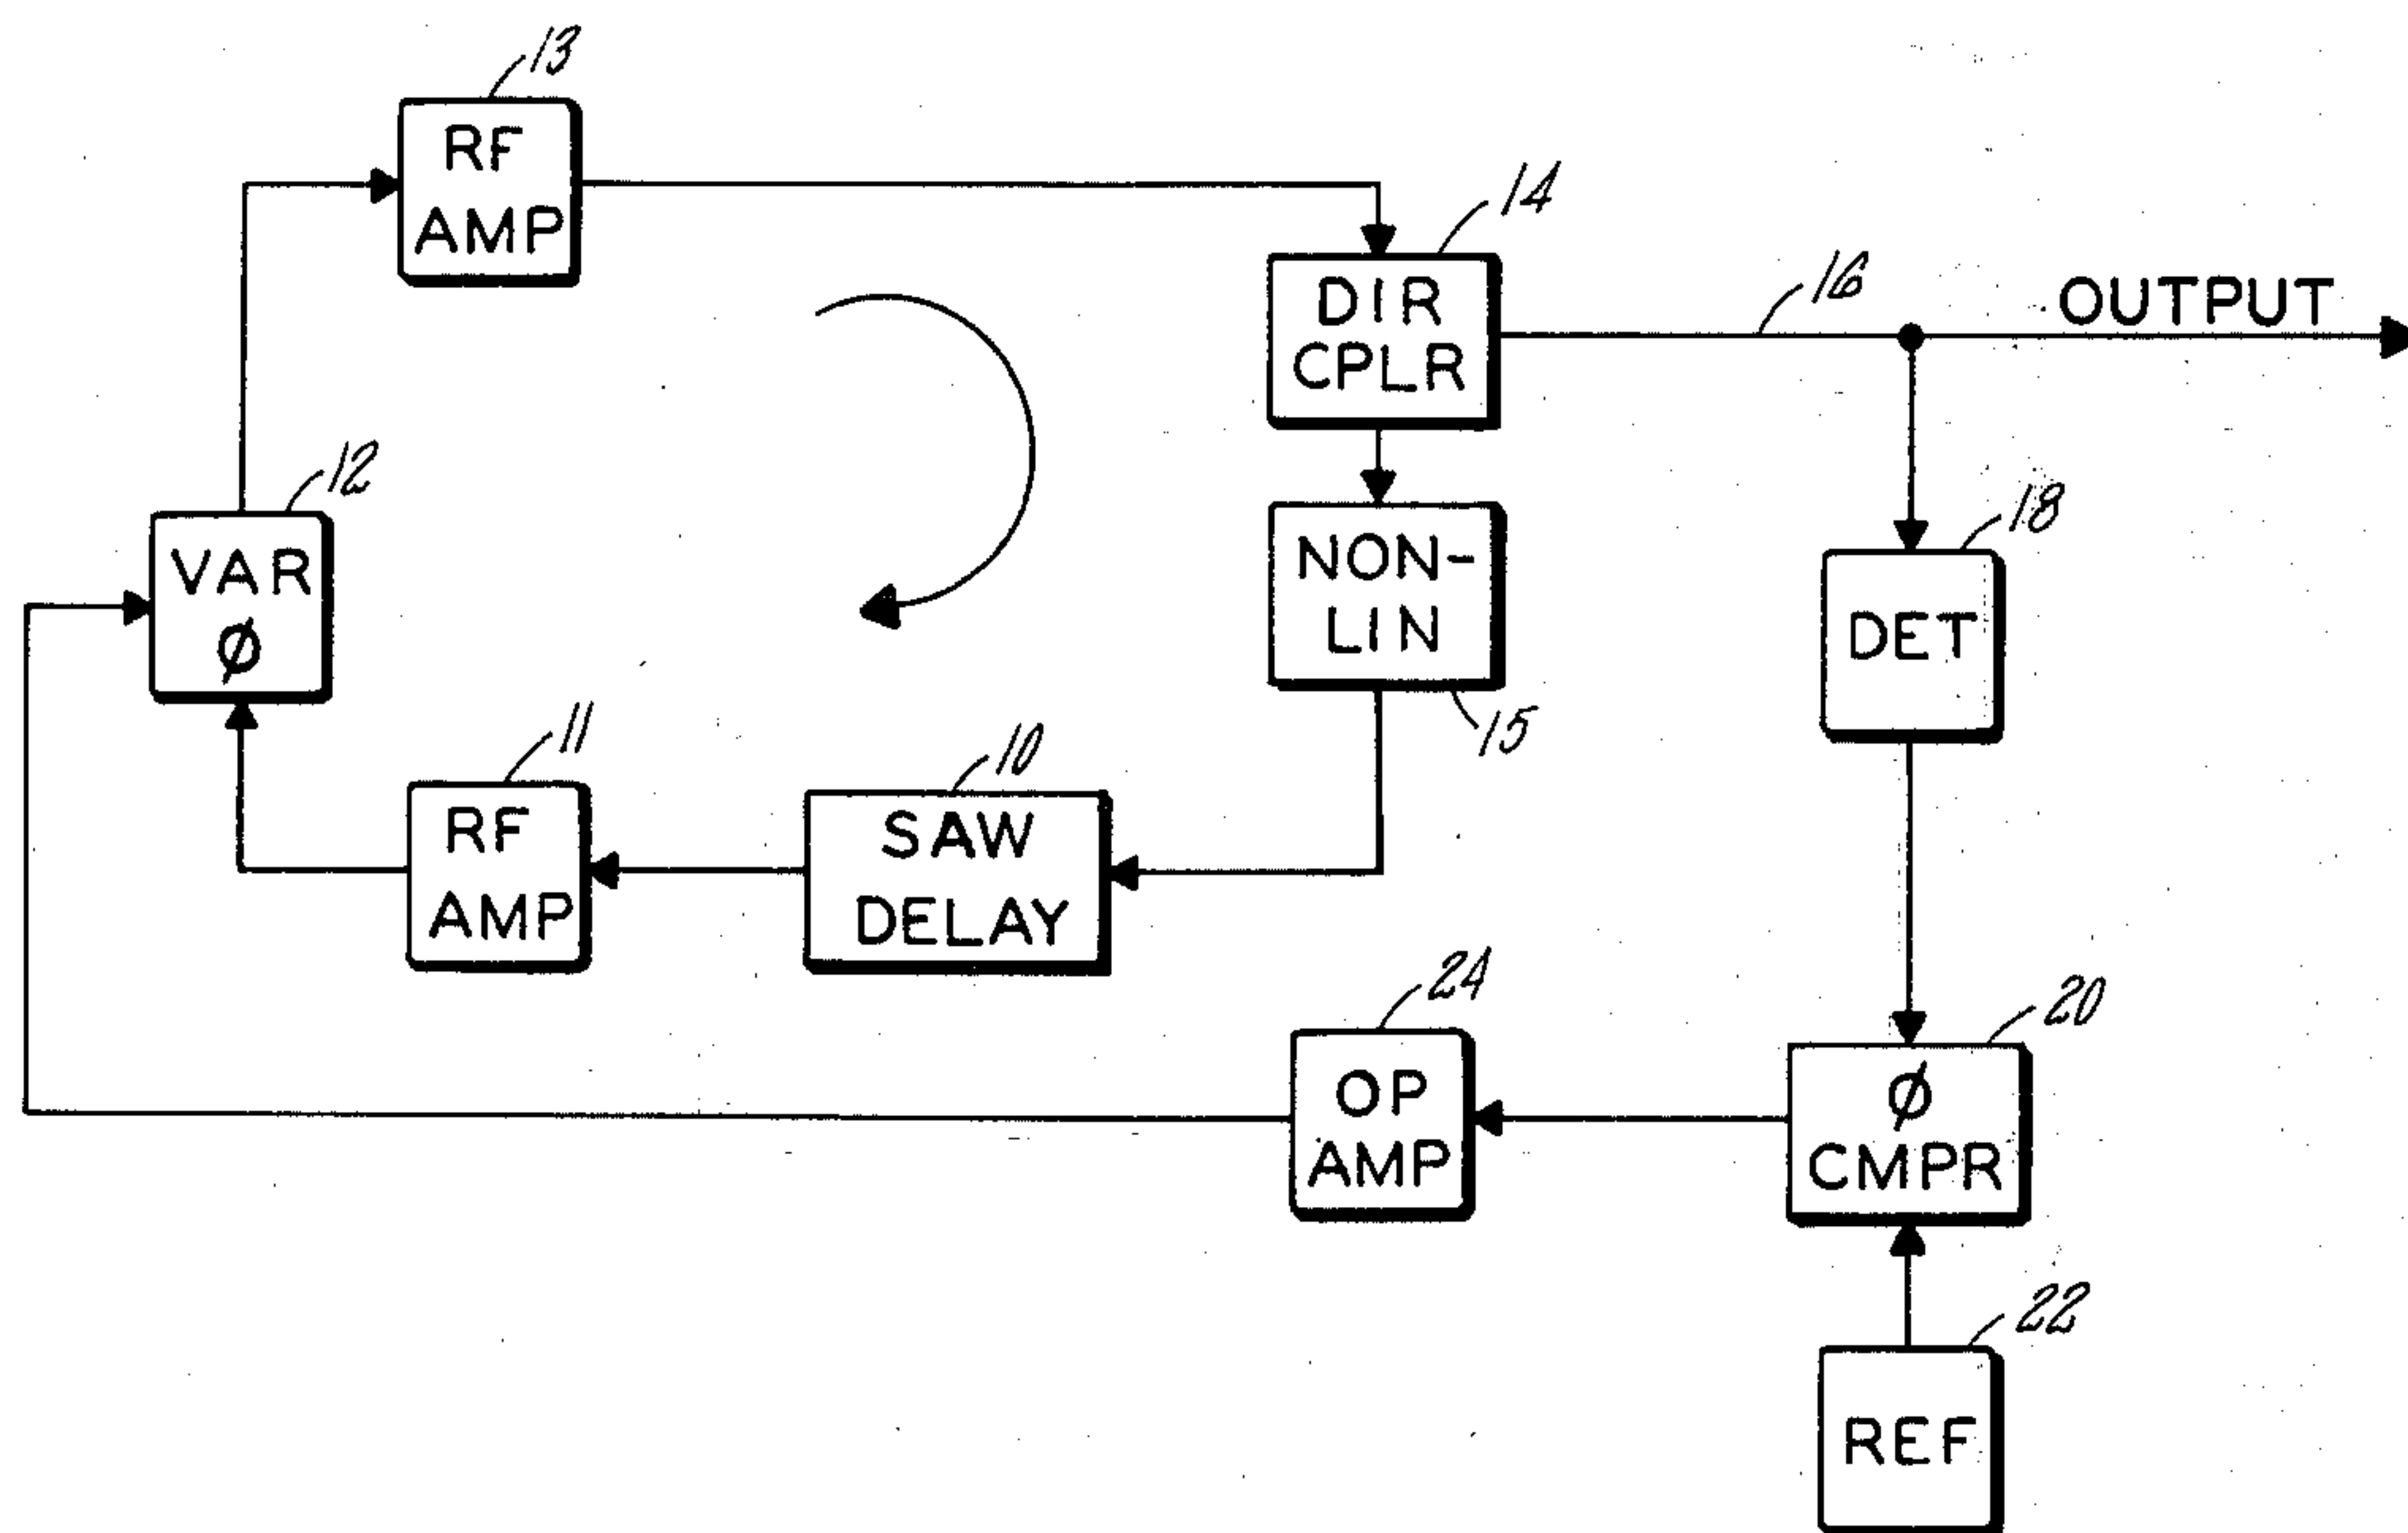 13
RF
AMP
14
DIR
CPLR
16
OUTPUT
12
VAR
ϕ
NON-
LIN
15
18
DET
11
RF
AMP
10
SAW
DELAY
24
OP
AMP
20
ϕ
CMPR
22
REF